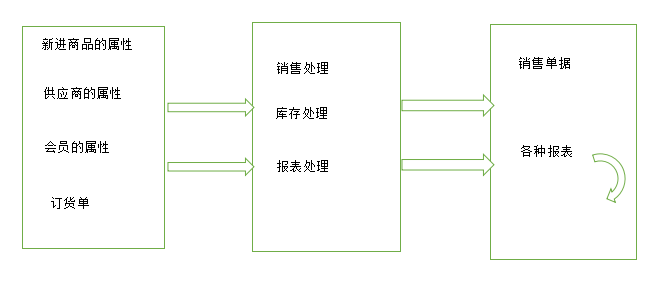 新进商品的属性
供应商的属性
会员的属性
订货单
销售处理
库存处理
报表处理
销售单据
各种报表